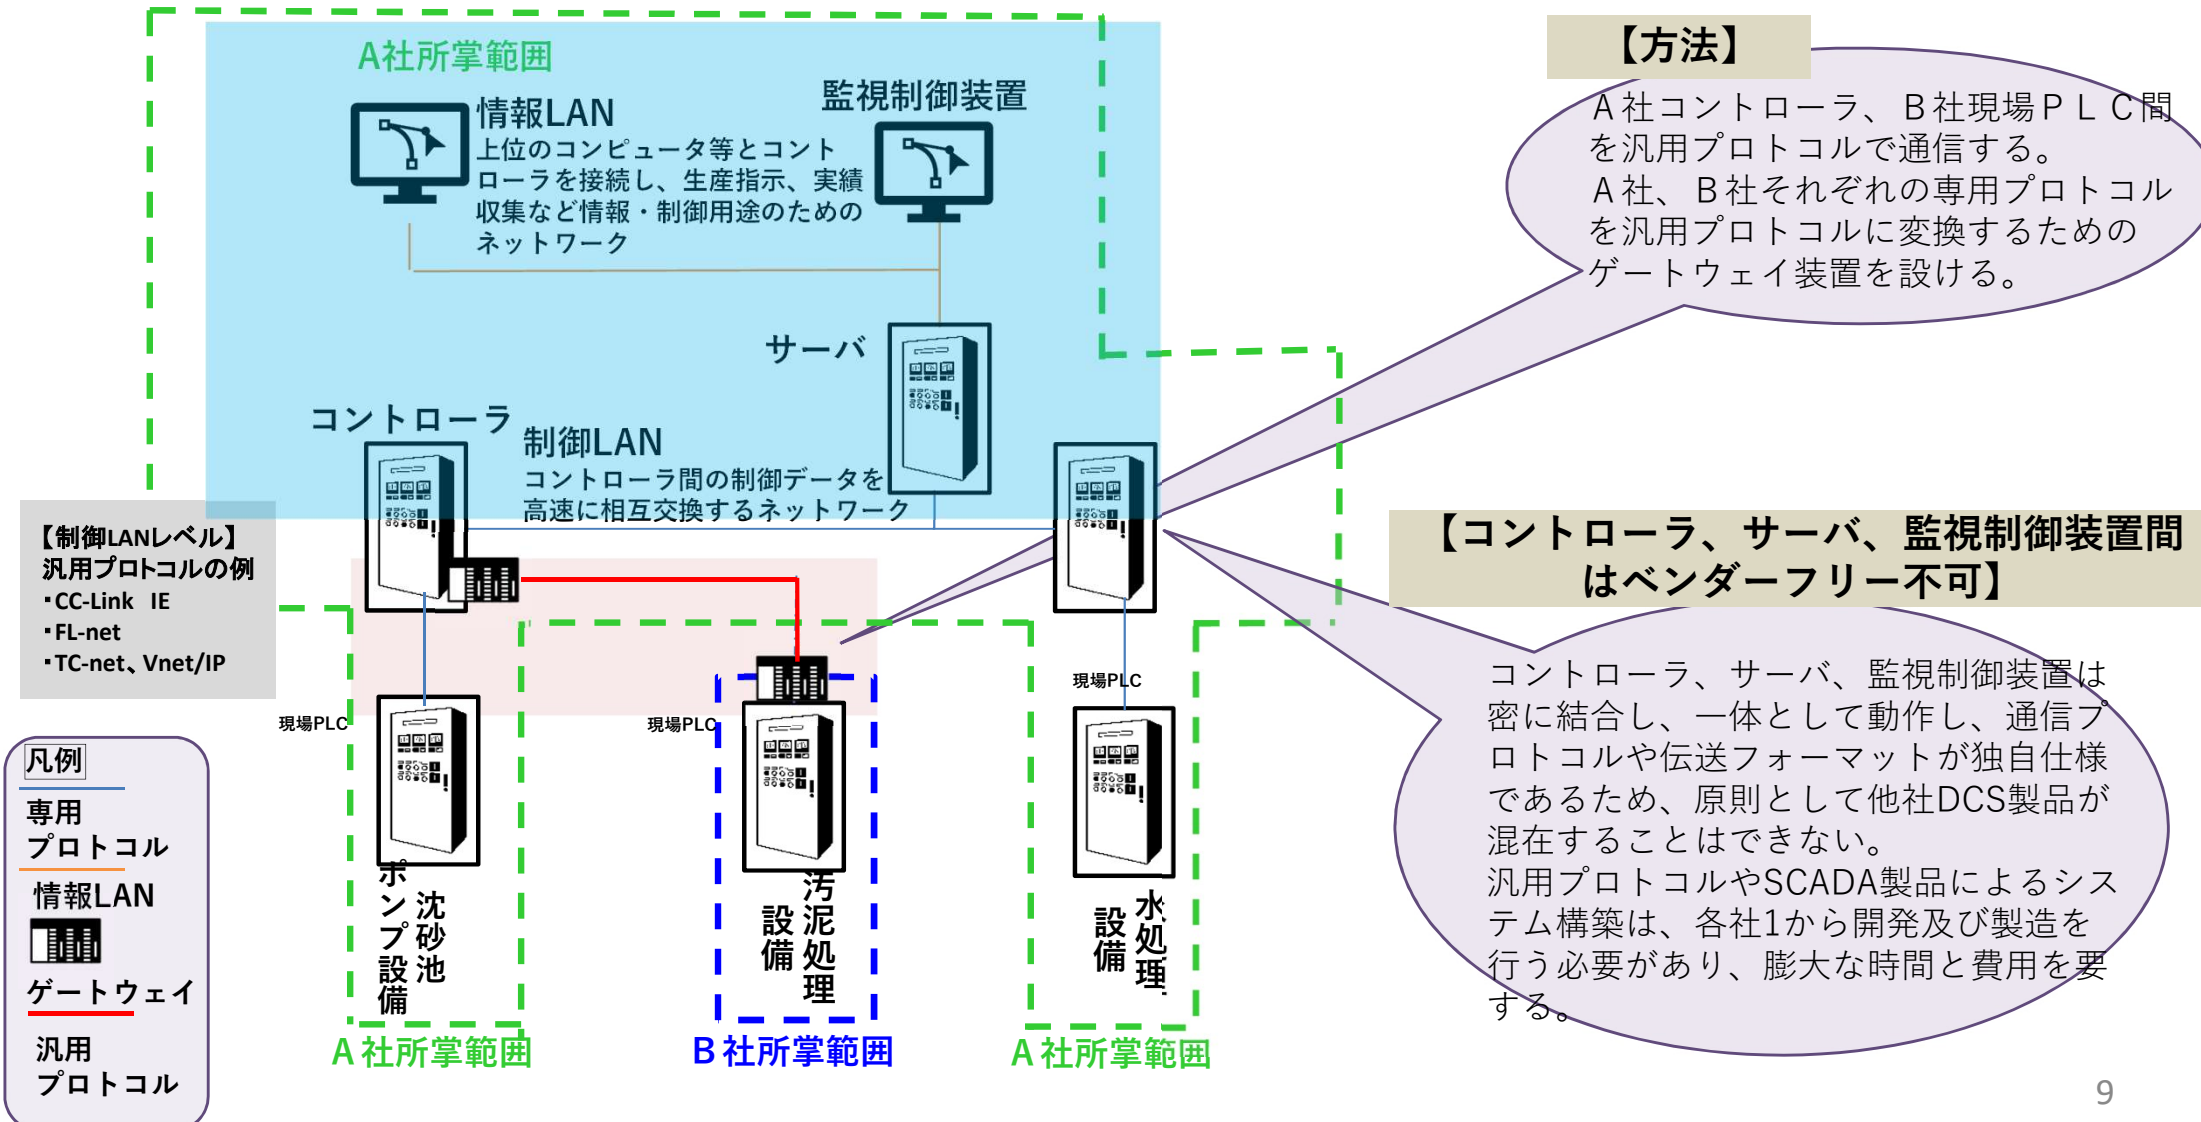 A社所掌範囲
情報LAN
上位のコンピュータ等とコント
ローラを接続し、生産指示、実績
収集など情報・制御用途のための
ネットワーク
監視制御装置
サーバ
コントローラ
制御LAN
コントローラ間の制御データを
高速に相互交換するネットワーク
【方法】
A社コントローラ、B社現場ＰＬＣ間
を汎用プロトコルで通信する。
A社、B社それぞれの専用プロトコル
を汎用プロトコルに変換するための
ゲートウェイ装置を設ける。
【制御LANレベル】
汎用プロトコルの例
・CC-Link IE
・FL-net
・TC-net、Vnet/IP
【コントローラ、サーバ、監視制御装置間
はベンダーフリー不可】
コントローラ、サーバ、監視制御装置は
密に結合し、一体として動作し、通信プ
ロトコルや伝送フォーマットが独自仕様
であるため、原則として他社DCS製品が
混在することはできない。
汎用プロトコルやSCADA製品によるシス
テム構築は、各社1から開発及び製造を
行う必要があり、膨大な時間と費用を要
する。
現場PLC
現場PLC
現場PLC
凡例
専用
プロトコル
情報LAN
ゲートウェイ
汎用
プロトコル
沈砂池
ポンプ設備
汚泥処理
設備
水処理
設備
A社所掌範囲
B社所掌範囲
A社所掌範囲
9